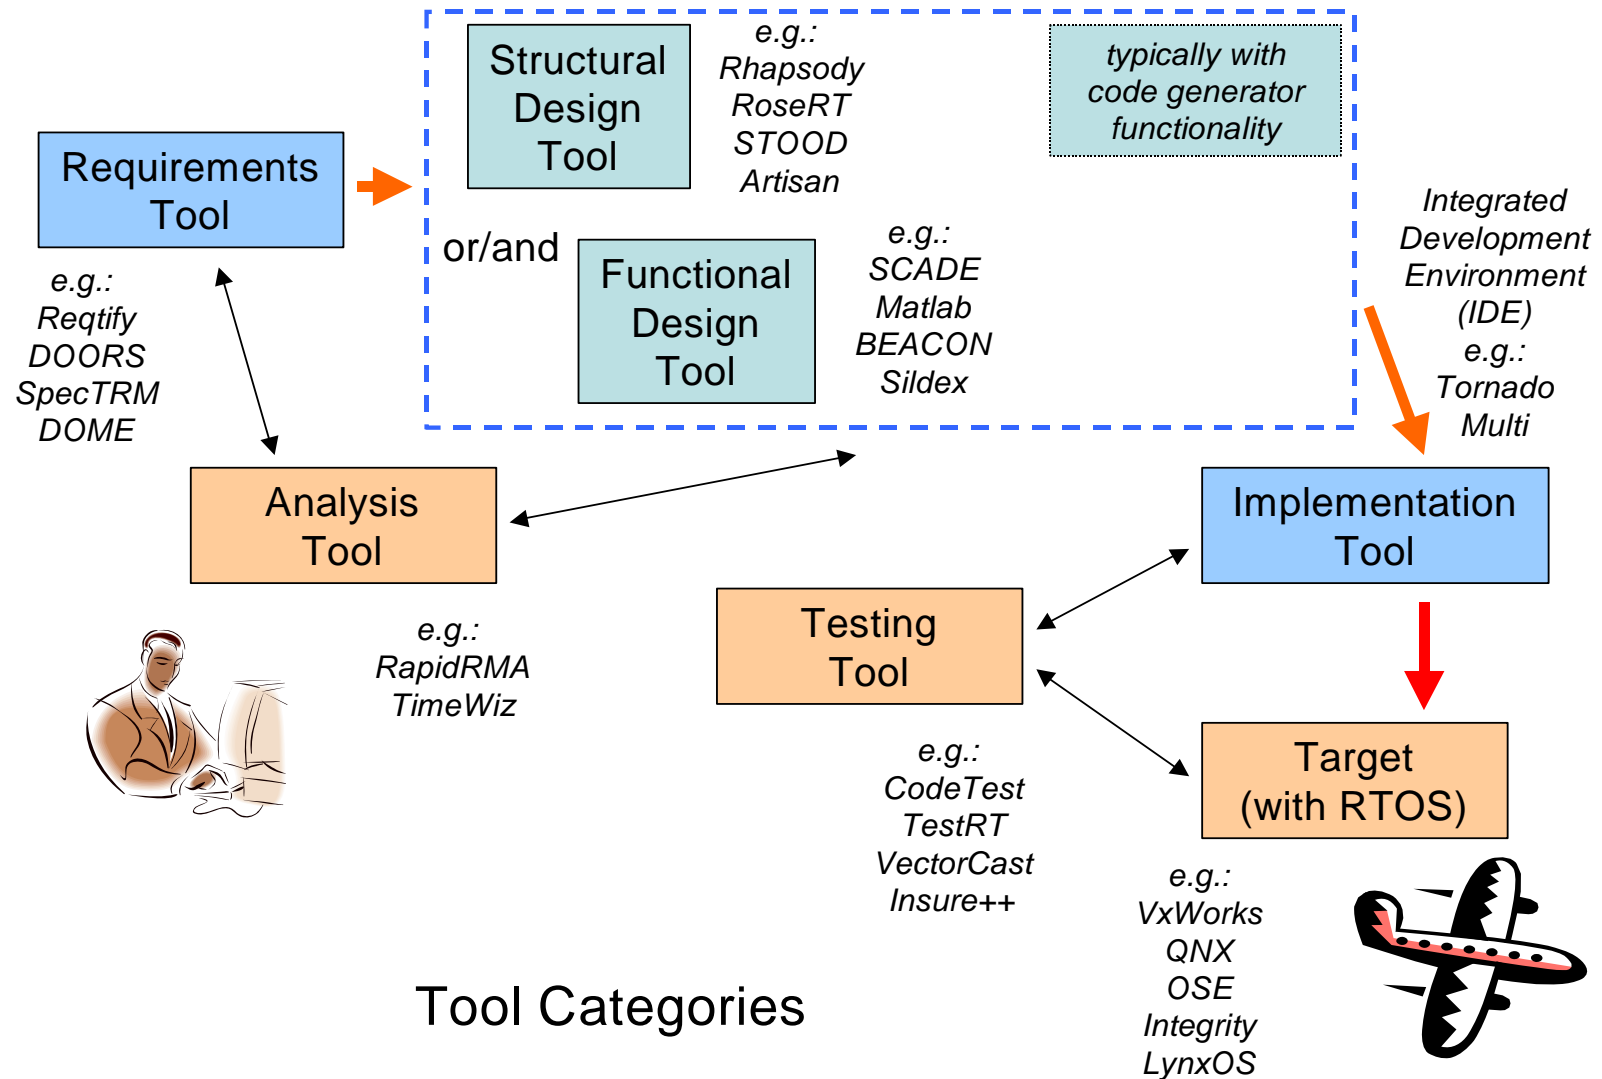 Structural
Design
Tool
e.g.:
Rhapsody
RoseRT
STOOD
Artisan
typically with
code generator
functionality
Requirements
Tool
or/and
Functional
Design
Tool
e.g.:
SCADE
Matlab
BEACON
Sildex
Integrated
Development
Environment
(IDE)
e.g.:
Tornado
Multi
e.g.:
Reqtify
DOORS
SpecTRM
DOME
Analysis
Tool
Implementation
Tool
e.g.:
RapidRMA
TimeWiz
Testing
Tool
Target
(with RTOS)
e.g.:
CodeTest
TestRT
VectorCast
Insure++
e.g.:
VxWorks
QNX
OSE
Integrity
LynxOS
Tool Categories